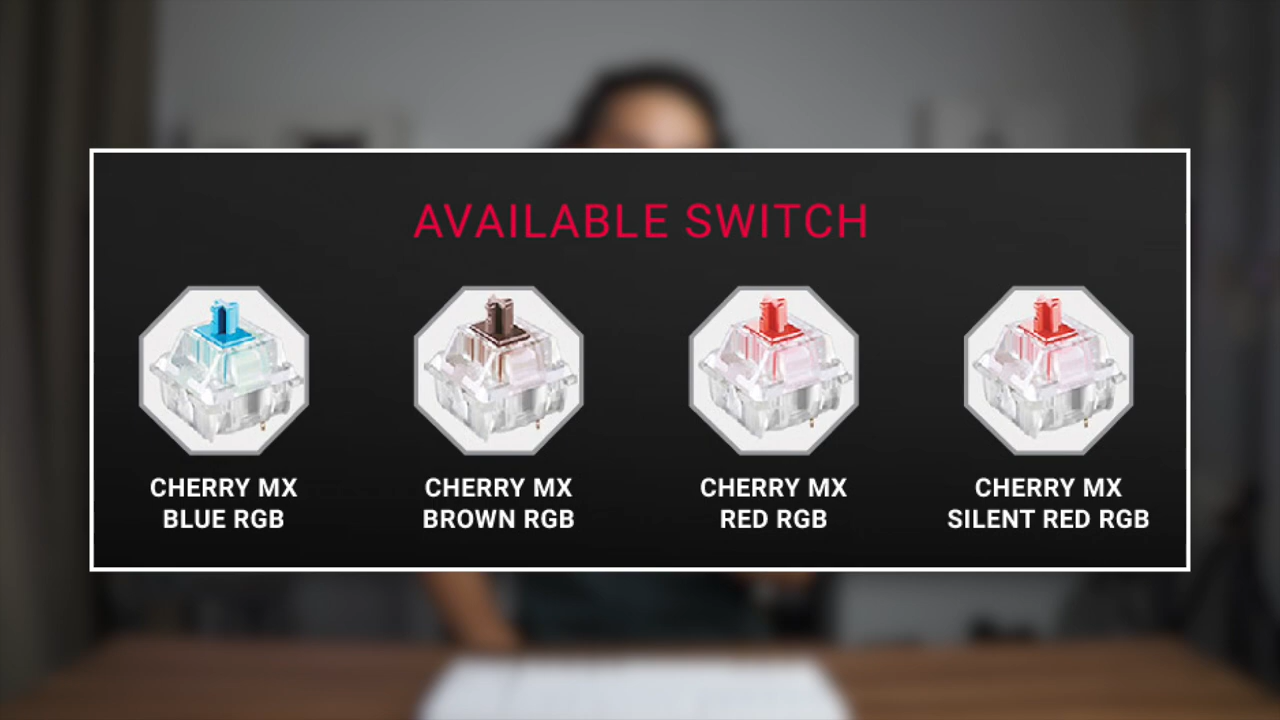 AVAILABLE SWITCH
CHERRY MX
BLUE RGB
CHERRY MX
BROWN RGB
CHERRY MX
RED RGB
CHERRY MX
SILENT RED RGB